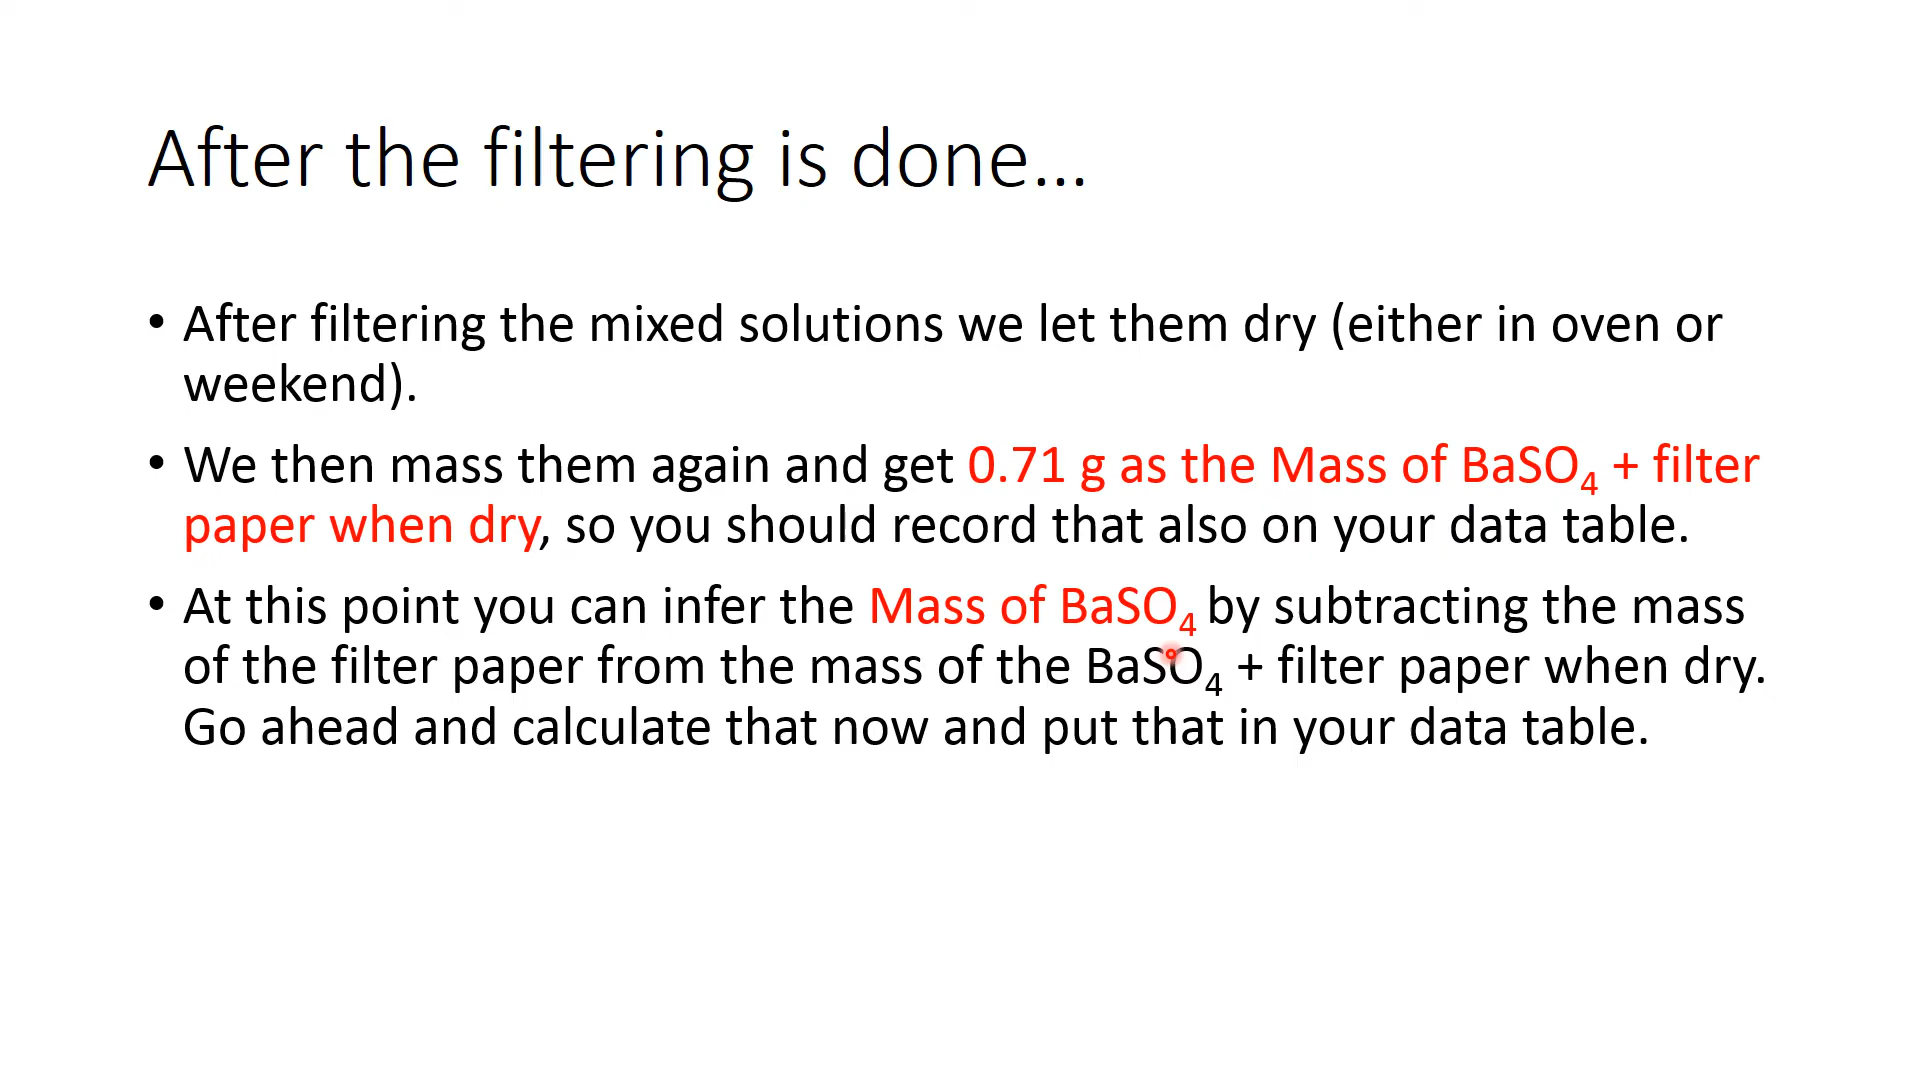 After the filtering is done…
• After filtering the mixed solutions we let them dry (either in oven or
weekend).
• We then mass them again and get 0.71 g as the Mass of BaSO₄ + filter
paper when dry, so you should record that also on your data table.
• At this point you can infer the Mass of BaSO₄ by subtracting the mass
of the filter paper from the mass of the BaSO₄ + filter paper when dry.
Go ahead and calculate that now and put that in your data table.